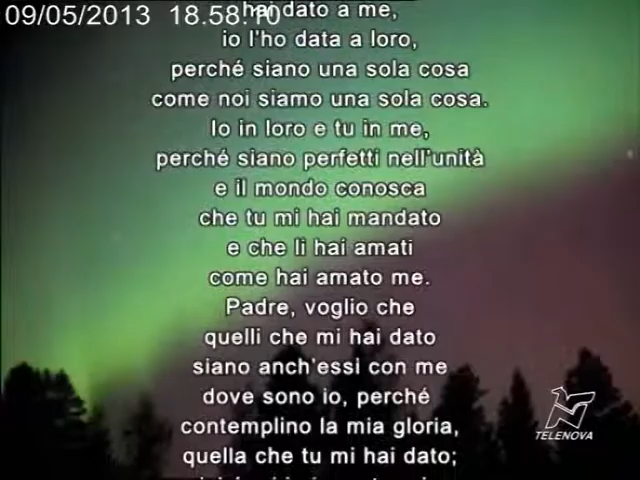 09/05/2013 18.58.10
hai dato a me,
io l'ho data a loro,
perché siano una sola cosa
come noi siamo una sola cosa.
Io in loro e tu in me,
perché siano perfetti nell'unità
e il mondo conosca
che tu mi hai mandato
e che li hai amati
come hai amato me.
Padre, voglio che
quelli che mi hai dato
siano anch'essi con me
dove sono io, perché
contemplino la mia gloria,
quella che tu mi hai dato;
TELENOVA